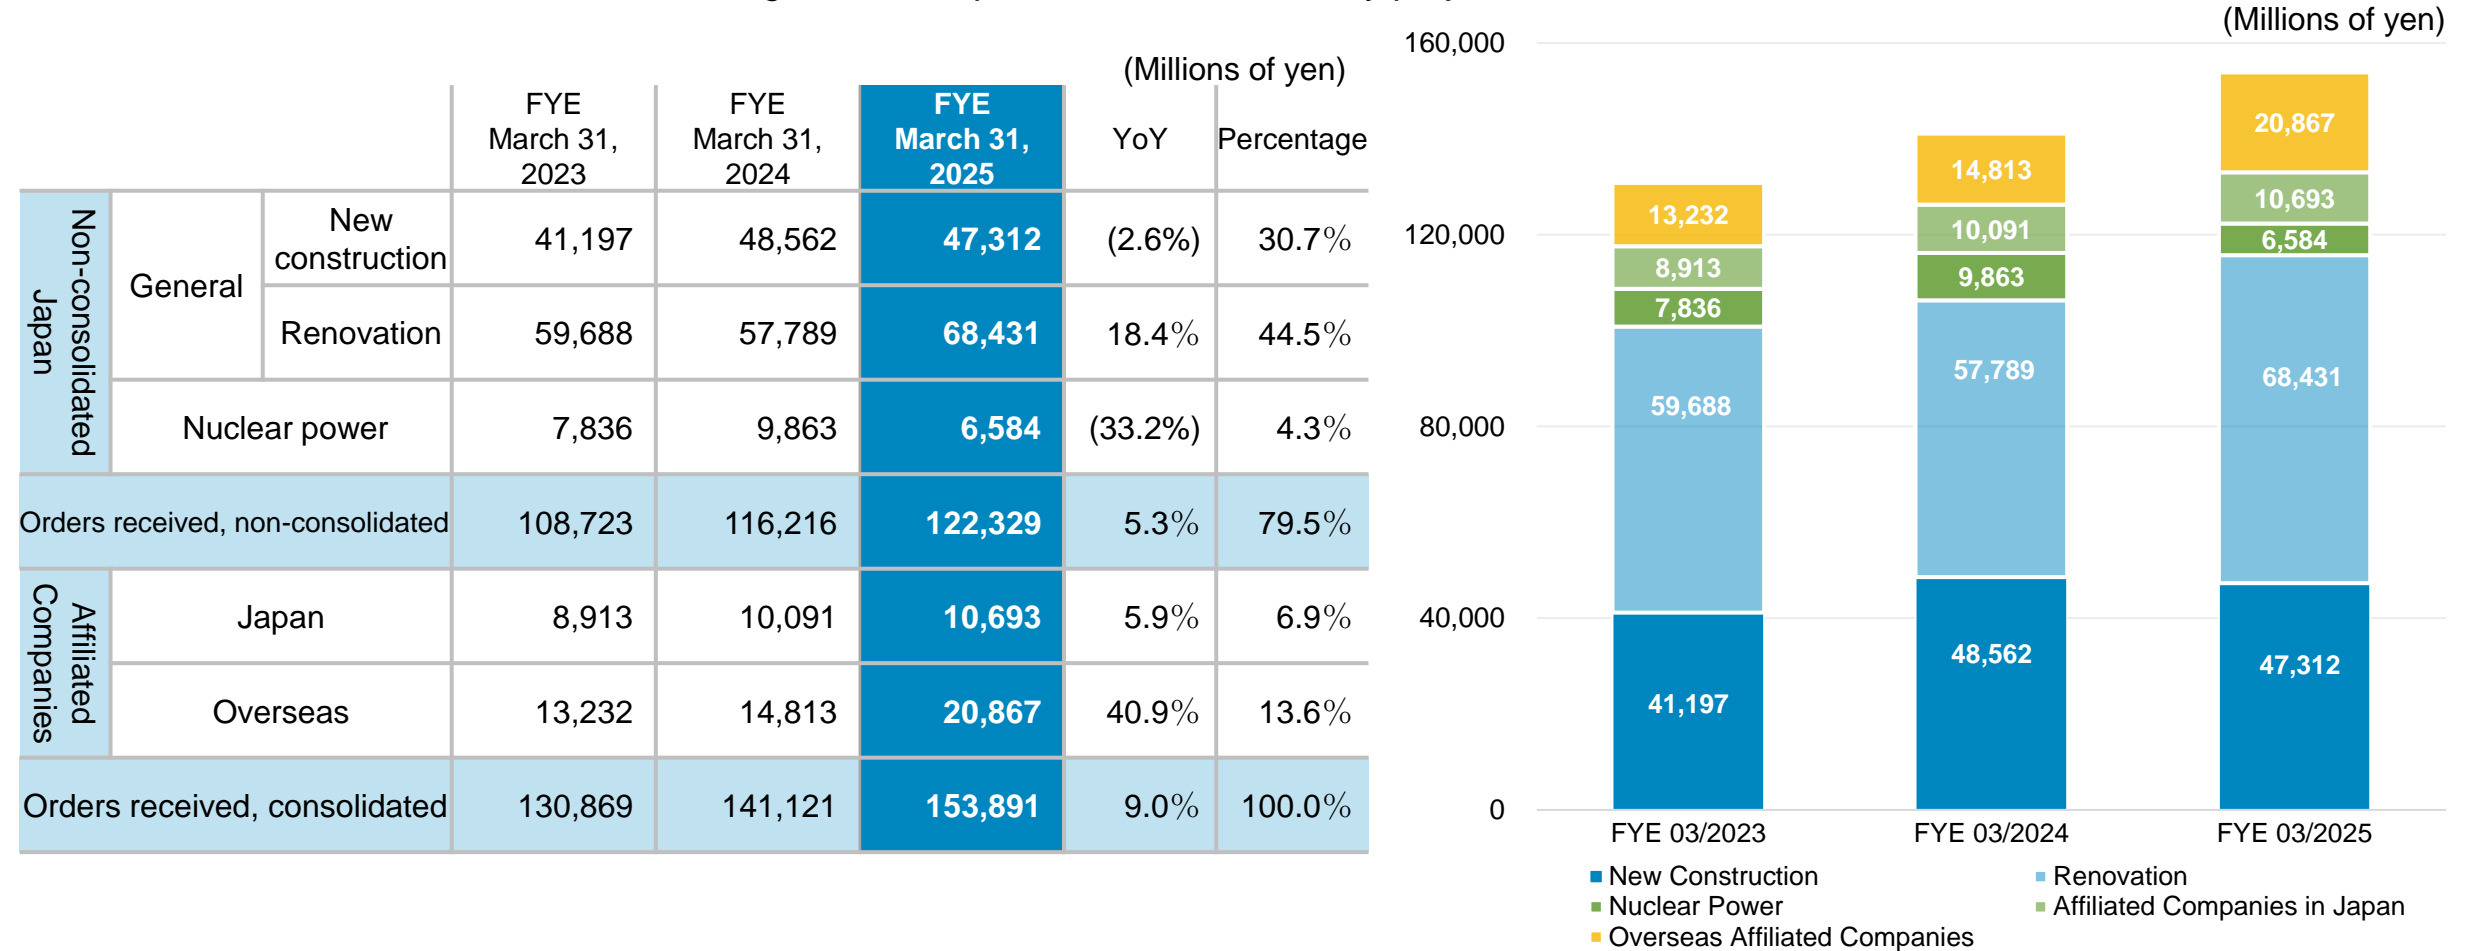 (Millions of yen)
FYE March 31, 2023
FYE March 31, 2024
FYE March 31, 2025
YoY
Percentage
Non-consolidated Japan
General
New construction
41,197
48,562
47,312
(2.6%)
30.7%
Renovation
59,688
57,789
68,431
18.4%
44.5%
Nuclear power
7,836
9,863
6,584
(33.2%)
4.3%
Orders received, non-consolidated
108,723
116,216
122,329
5.3%
79.5%
Affiliated Companies
Japan
8,913
10,091
10,693
5.9%
6.9%
Overseas
13,232
14,813
20,867
40.9%
13.6%
Orders received, consolidated
130,869
141,121
153,891
9.0%
100.0%
(Millions of yen)
160,000
120,000
80,000
40,000
0
13,232
8,913
7,836
59,688
41,197
14,813
10,091
9,863
57,789
48,562
20,867
10,693
6,584
68,431
47,312
FYE 03/2023
FYE 03/2024
FYE 03/2025
New Construction
Renovation
Nuclear Power
Affiliated Companies in Japan
Overseas Affiliated Companies